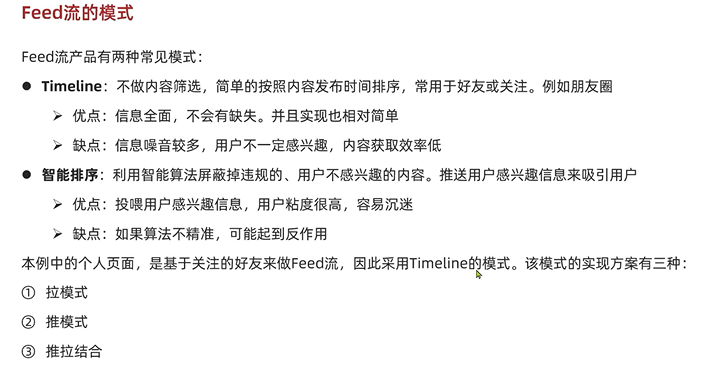 Feed流的模式
Feed流产品有两种常见模式：
● Timeline：不做内容筛选，简单的按照内容发布时间排序，常用于好友或关注。例如朋友圈
➢ 优点：信息全面，不会有缺失。并且实现也相对简单
➢ 缺点：信息噪音较多，用户不一定感兴趣，内容获取效率低
● 智能排序：利用智能算法屏蔽掉违规的、用户不感兴趣的内容。推送用户感兴趣信息来吸引用户
➢ 优点：投喂用户感兴趣信息，用户粘度很高，容易沉迷
➢ 缺点：如果算法不精准，可能起到反作用
本例中的个人页面，是基于关注的好友来做Feed流，因此采用Timeline的模式。该模式的实现方案有三种：
① 拉模式
② 推模式
③ 推拉结合